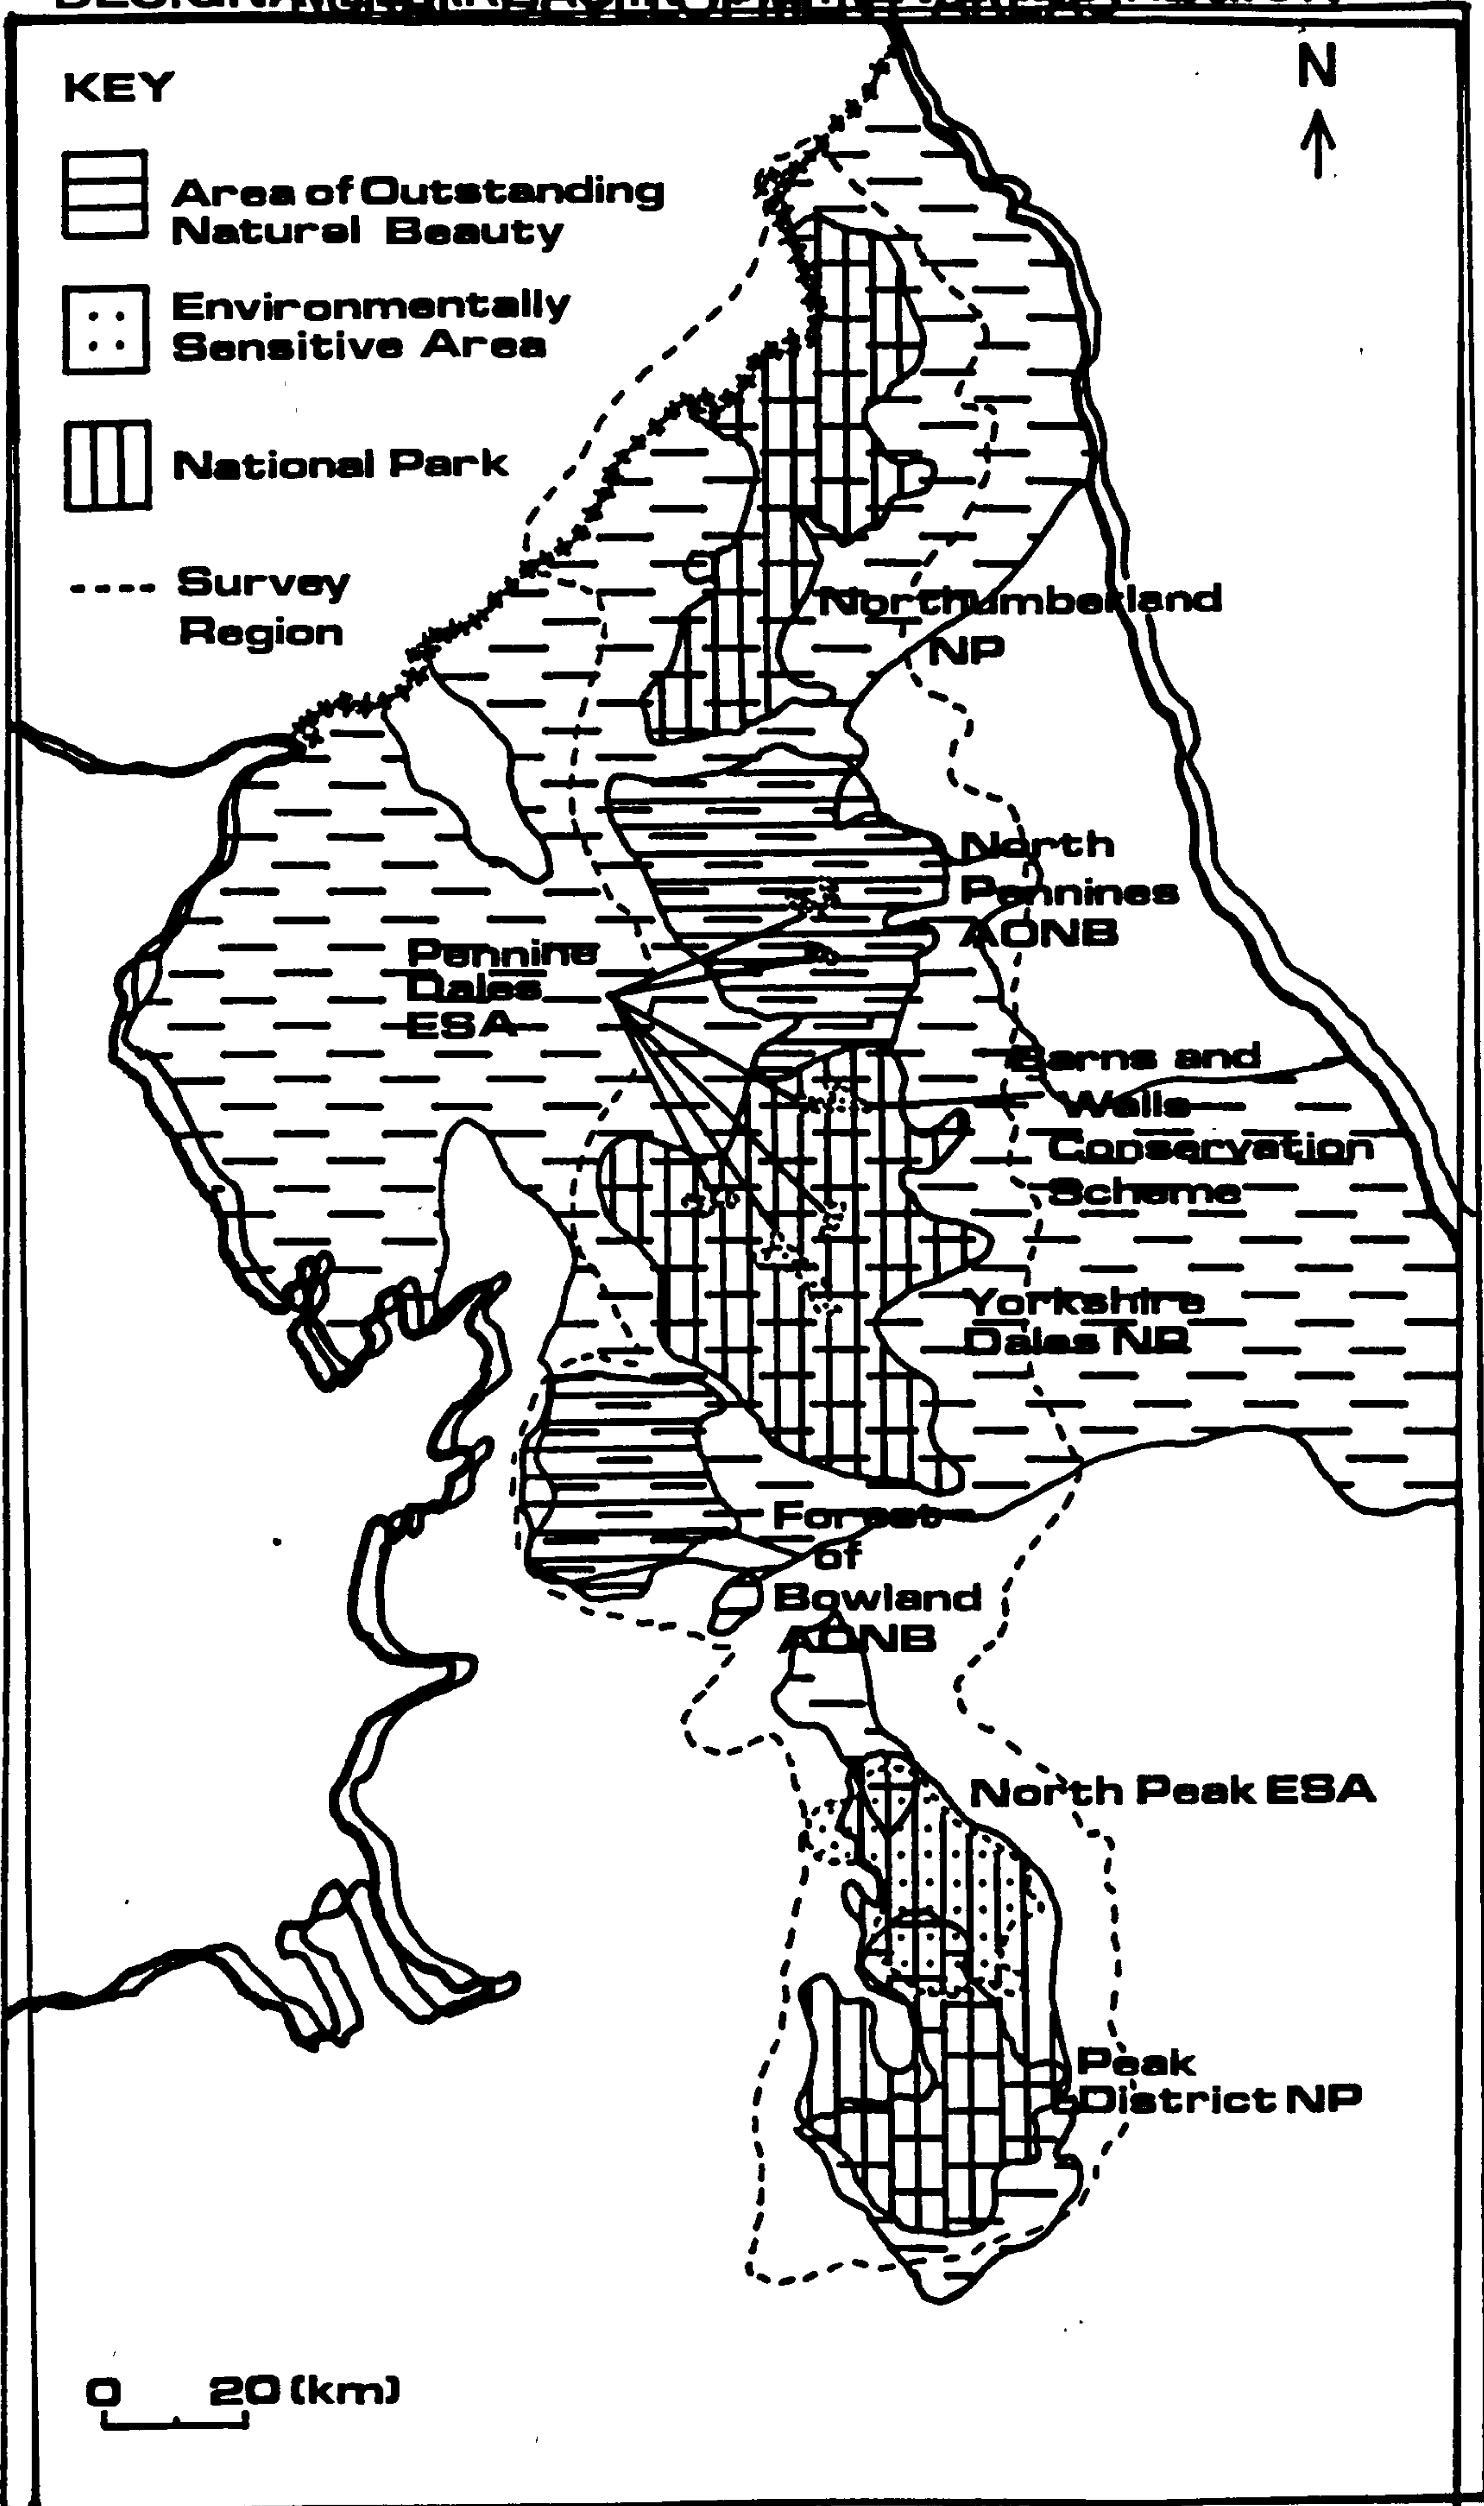 KEY
N
Area of Outstanding
Natural Beauty
Environmentally
Sensitive Area
National Park
Survey
Region
Northumberland
NP
North
Pennines
AONB
Pennine
Dales
ESA
Barns and
Walls
Conservation
Scheme
Yorkshire
Dales NP
Forest
of
Bowland
AONB
North Peak ESA
Peak
District NP
0 20 (km)